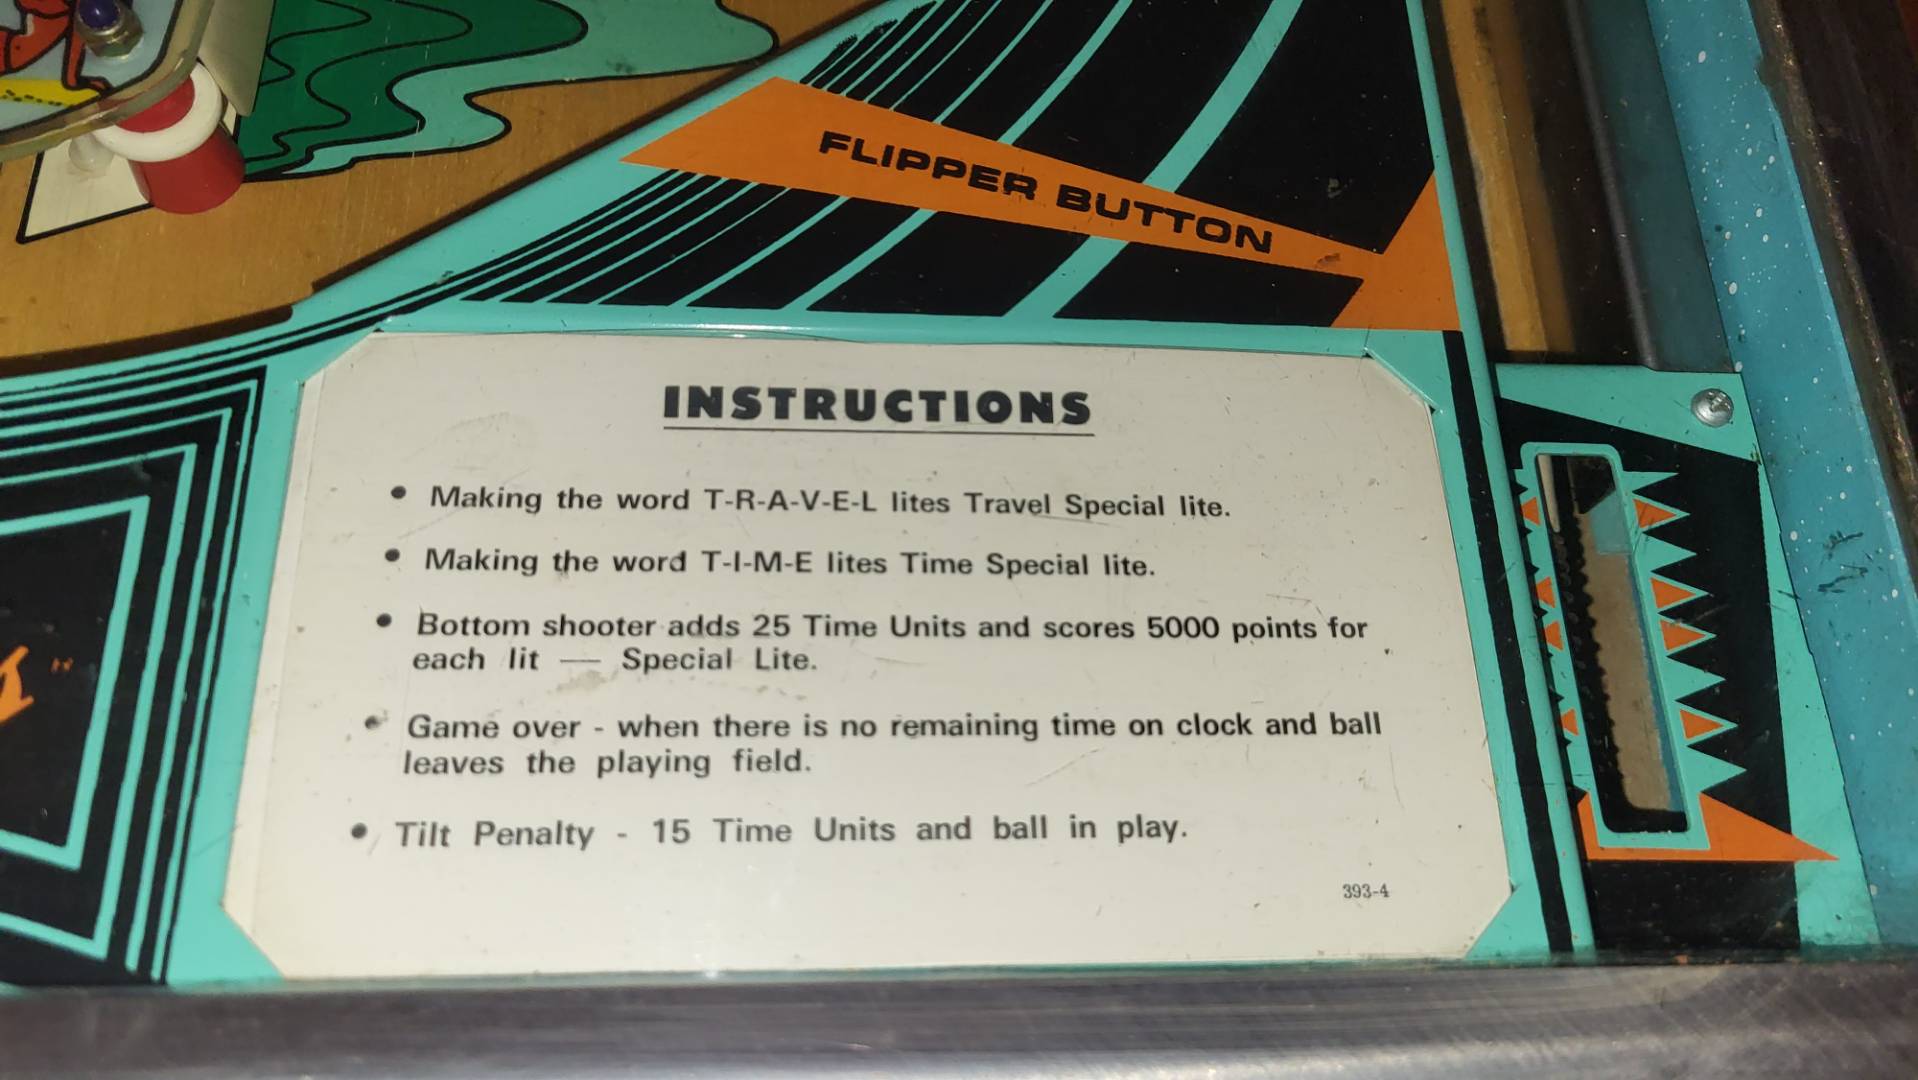 FLIPPER BUTTON
INSTRUCTIONS
• Making the word T-R-A-V-E-L lites Travel Special lite.
• Making the word T-I-M-E lites Time Special lite.
• Bottom shooter adds 25 Time Units and scores 5000 points for
each lit — Special Lite.
• Game over - when there is no remaining time on clock and ball
leaves the playing field.
• Tilt Penalty - 15 Time Units and ball in play.
393-4